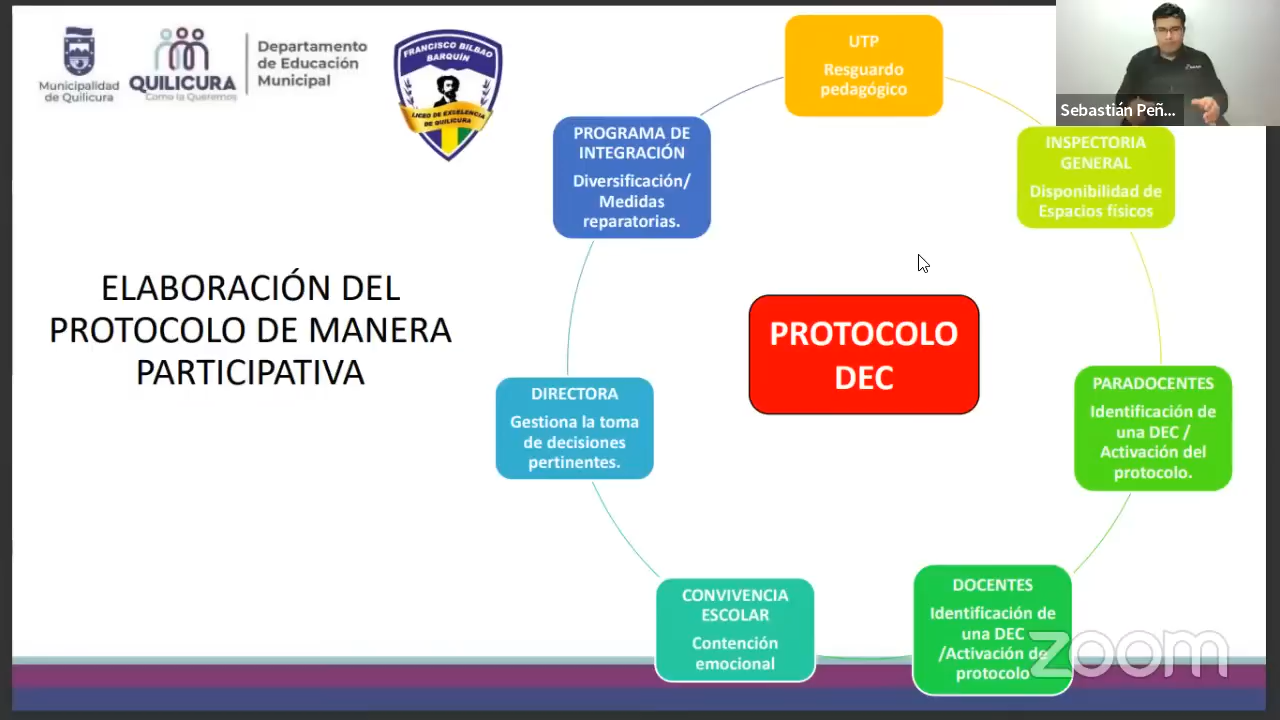 Municipalidad
de Quilicura
QUILICURA
Como la Queremos
Departamento
de Educación
Municipal
FRANCISCO BILBAO
BARQUÍN
LICEO DE EXCELENCIA
DE QUILICURA
ELABORACIÓN DEL
PROTOCOLO DE MANERA
PARTICIPATIVA
UTP
Resguardo
pedagógico
Sebastián Peñ...
INSPECTORIA
GENERAL
Disponibilidad de
Espacios físicos
PARADOCENTES
Identificación de
una DEC /
Activación del
protocolo.
DOCENTES
Identificación de
una DEC
/Activación de
protocolo
CONVIVENCIA
ESCOLAR
Contención
emocional
DIRECTORA
Gestiona la toma
de decisiones
pertinentes.
PROGRAMA DE
INTEGRACIÓN
Diversificación/
Medidas
reparatorias.
PROTOCOLO
DEC
zoom